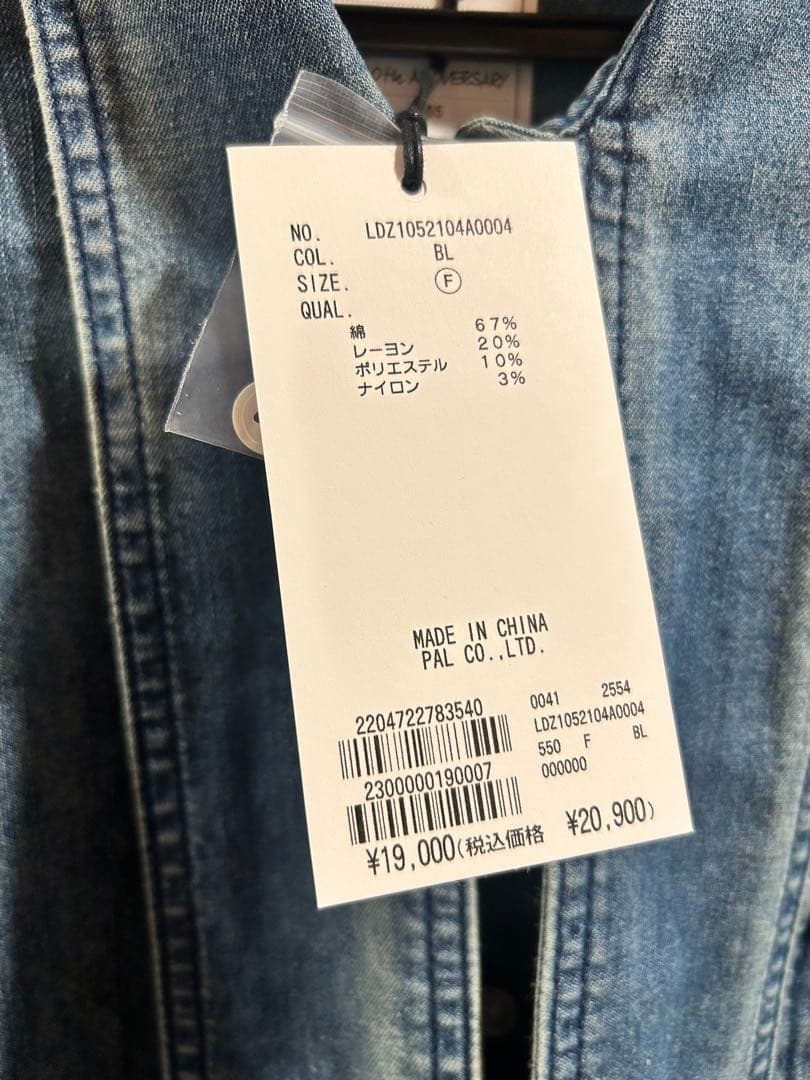 NO. LDZ1052104A0004
COL. BL
SIZE. F
QUAL.
綿 67%
レーヨン 20%
ポリエステル 10%
ナイロン 3%
MADE IN CHINA
PAL CO.,LTD.
2204722783540
2300000190007
0041 2554
LDZ1052104A0004
550 F BL
000000
¥19,000(税込価格 ¥20,900)